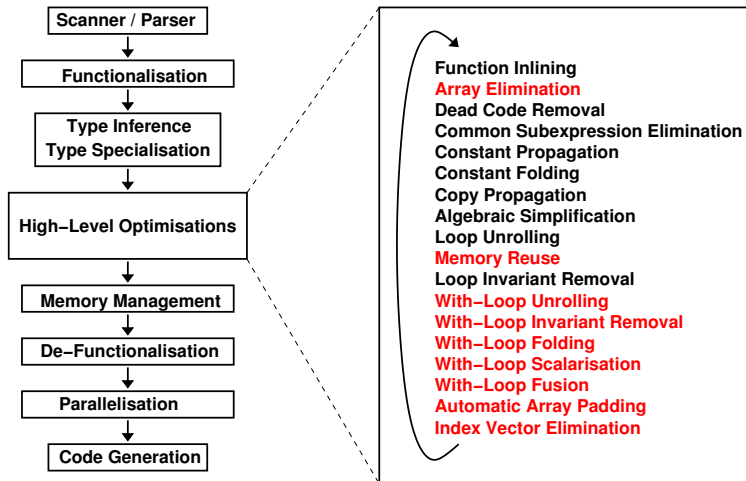 Scanner / Parser
Functionalisation
Type Inference
Type Specialisation
High−Level Optimisations
Memory Management
De−Functionalisation
Parallelisation
Code Generation
Function Inlining
Array Elimination
Dead Code Removal
Common Subexpression Elimination
Constant Propagation
Constant Folding
Copy Propagation
Algebraic Simplification
Loop Unrolling
Memory Reuse
Loop Invariant Removal
With−Loop Unrolling
With−Loop Invariant Removal
With−Loop Folding
With−Loop Scalarisation
With−Loop Fusion
Automatic Array Padding
Index Vector Elimination